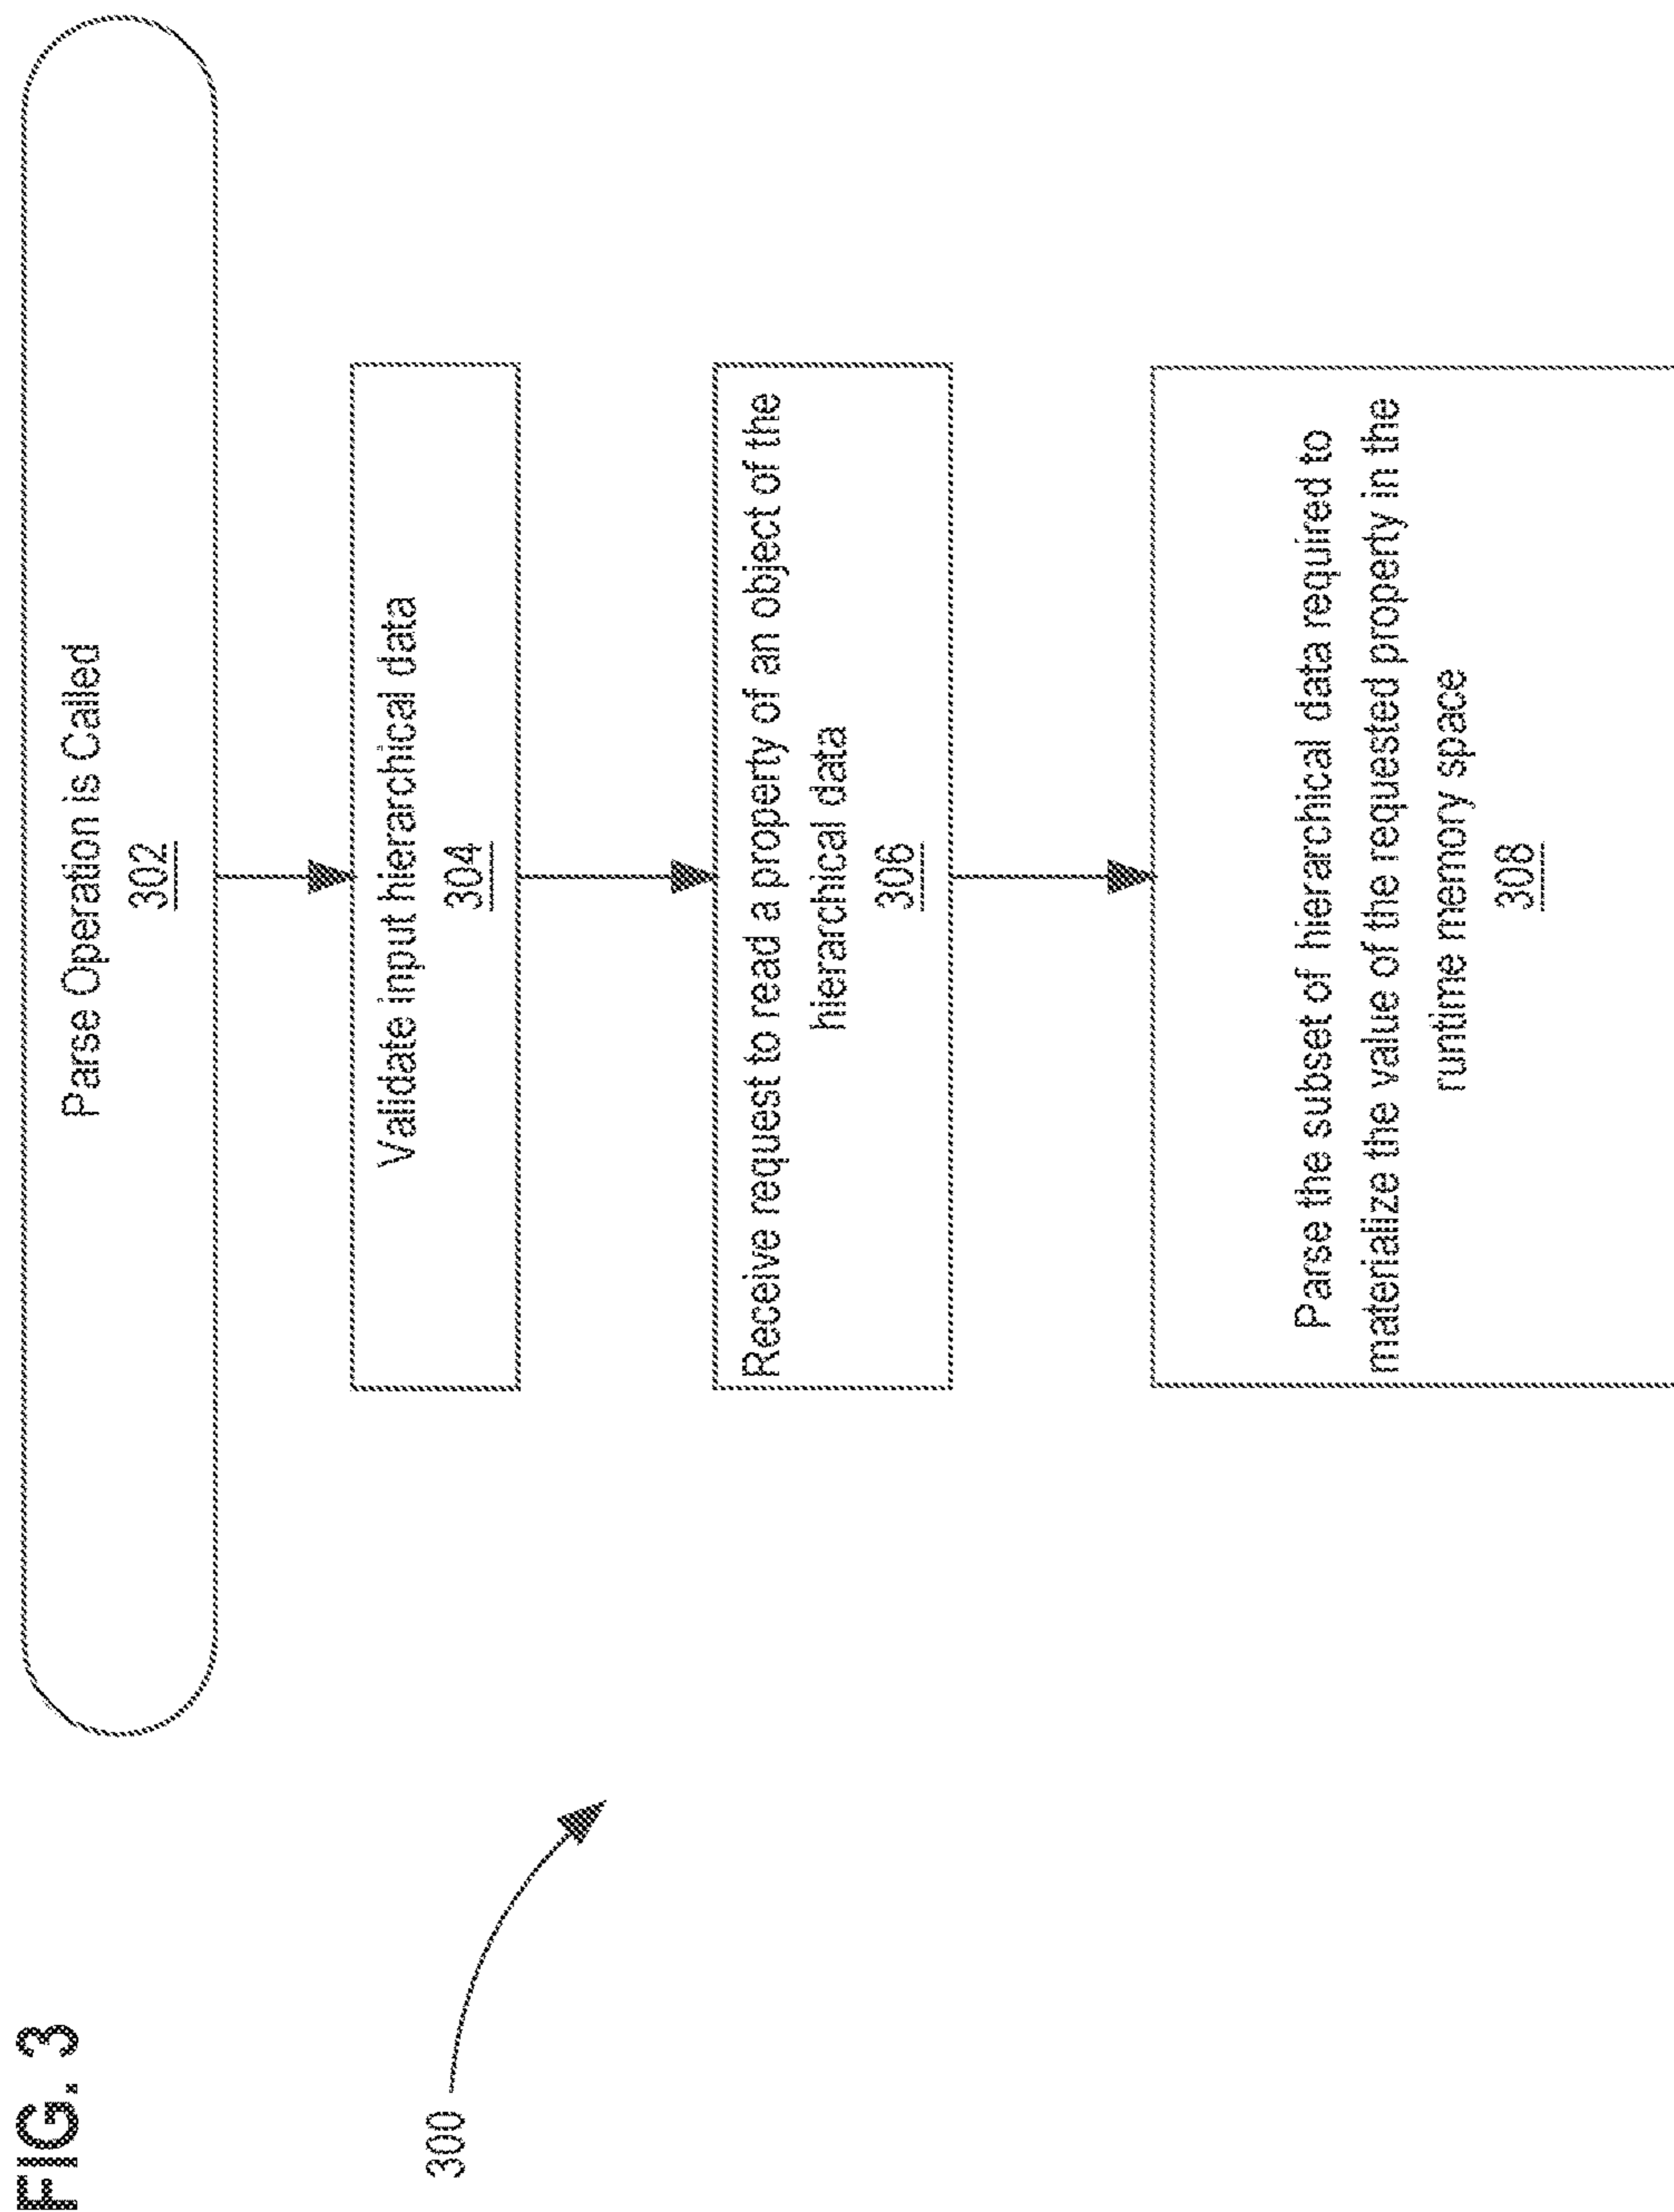 FIG. 3
300
Parse Operation is Called
302
Validate input hierarchical data
304
Receive request to read a property of an object of the
hierarchical data
306
Parse the subset of hierarchical data required to
materialize the value of the requested property in the
runtime memory space
308